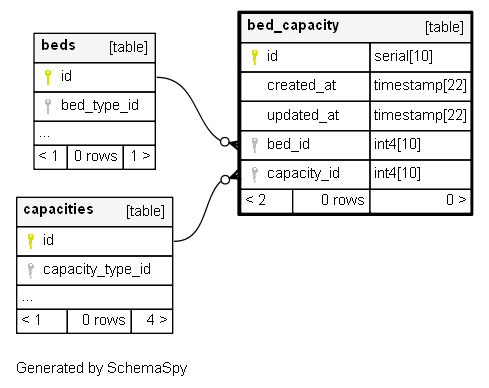 beds [table]
id
bed_type_id
...
< 1 0 rows 1 >
bed_capacity [table]
id serial[10]
created_at timestamp[22]
updated_at timestamp[22]
bed_id int4[10]
capacity_id int4[10]
< 2 0 rows 0 >
capacities [table]
id
capacity_type_id
...
< 1 0 rows 4 >
Generated by SchemaSpy